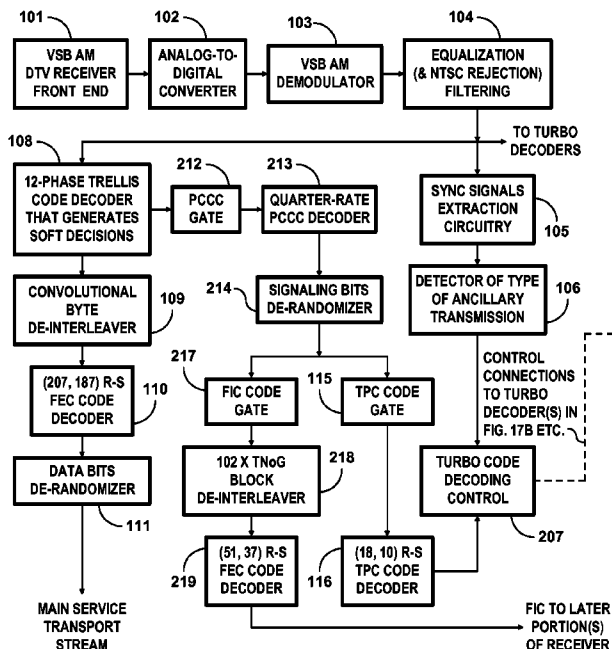 101
102
103
104
VSB AM
DTV RECEIVER
FRONT END
ANALOG-TO-
DIGITAL
CONVERTER
VSB AM
DEMODULATOR
EQUALIZATION
(& NTSC REJECTION)
FILTERING
TO TURBO
DECODERS
108
212
213
12-PHASE TRELLIS
CODE DECODER
THAT GENERATES
SOFT DECISIONS
PCCC
GATE
QUARTER-RATE
PCCC DECODER
SYNC SIGNALS
EXTRACTION
CIRCUITRY
105
CONVOLUTIONAL
BYTE
DE-INTERLEAVER
109
214
SIGNALING BITS
DE-RANDOMIZER
DETECTOR OF TYPE
OF ANCILLARY
TRANSMISSION
106
(207, 187) R-S
FEC CODE
DECODER
110
217
FIC CODE
GATE
115
TPC CODE
GATE
CONTROL
CONNECTIONS
TO TURBO
DECODER(S) IN
FIG. 17B ETC.
DATA BITS
DE-RANDOMIZER
111
102 X TNoG
BLOCK
DE-INTERLEAVER
218
TURBO CODE
DECODING
CONTROL
207
219
(51, 37) R-S
FEC CODE
DECODER
116
(18, 10) R-S
TPC CODE
DECODER
MAIN SERVICE
TRANSPORT
STREAM
FIC TO LATER
PORTION(S)
OF RECEIVER